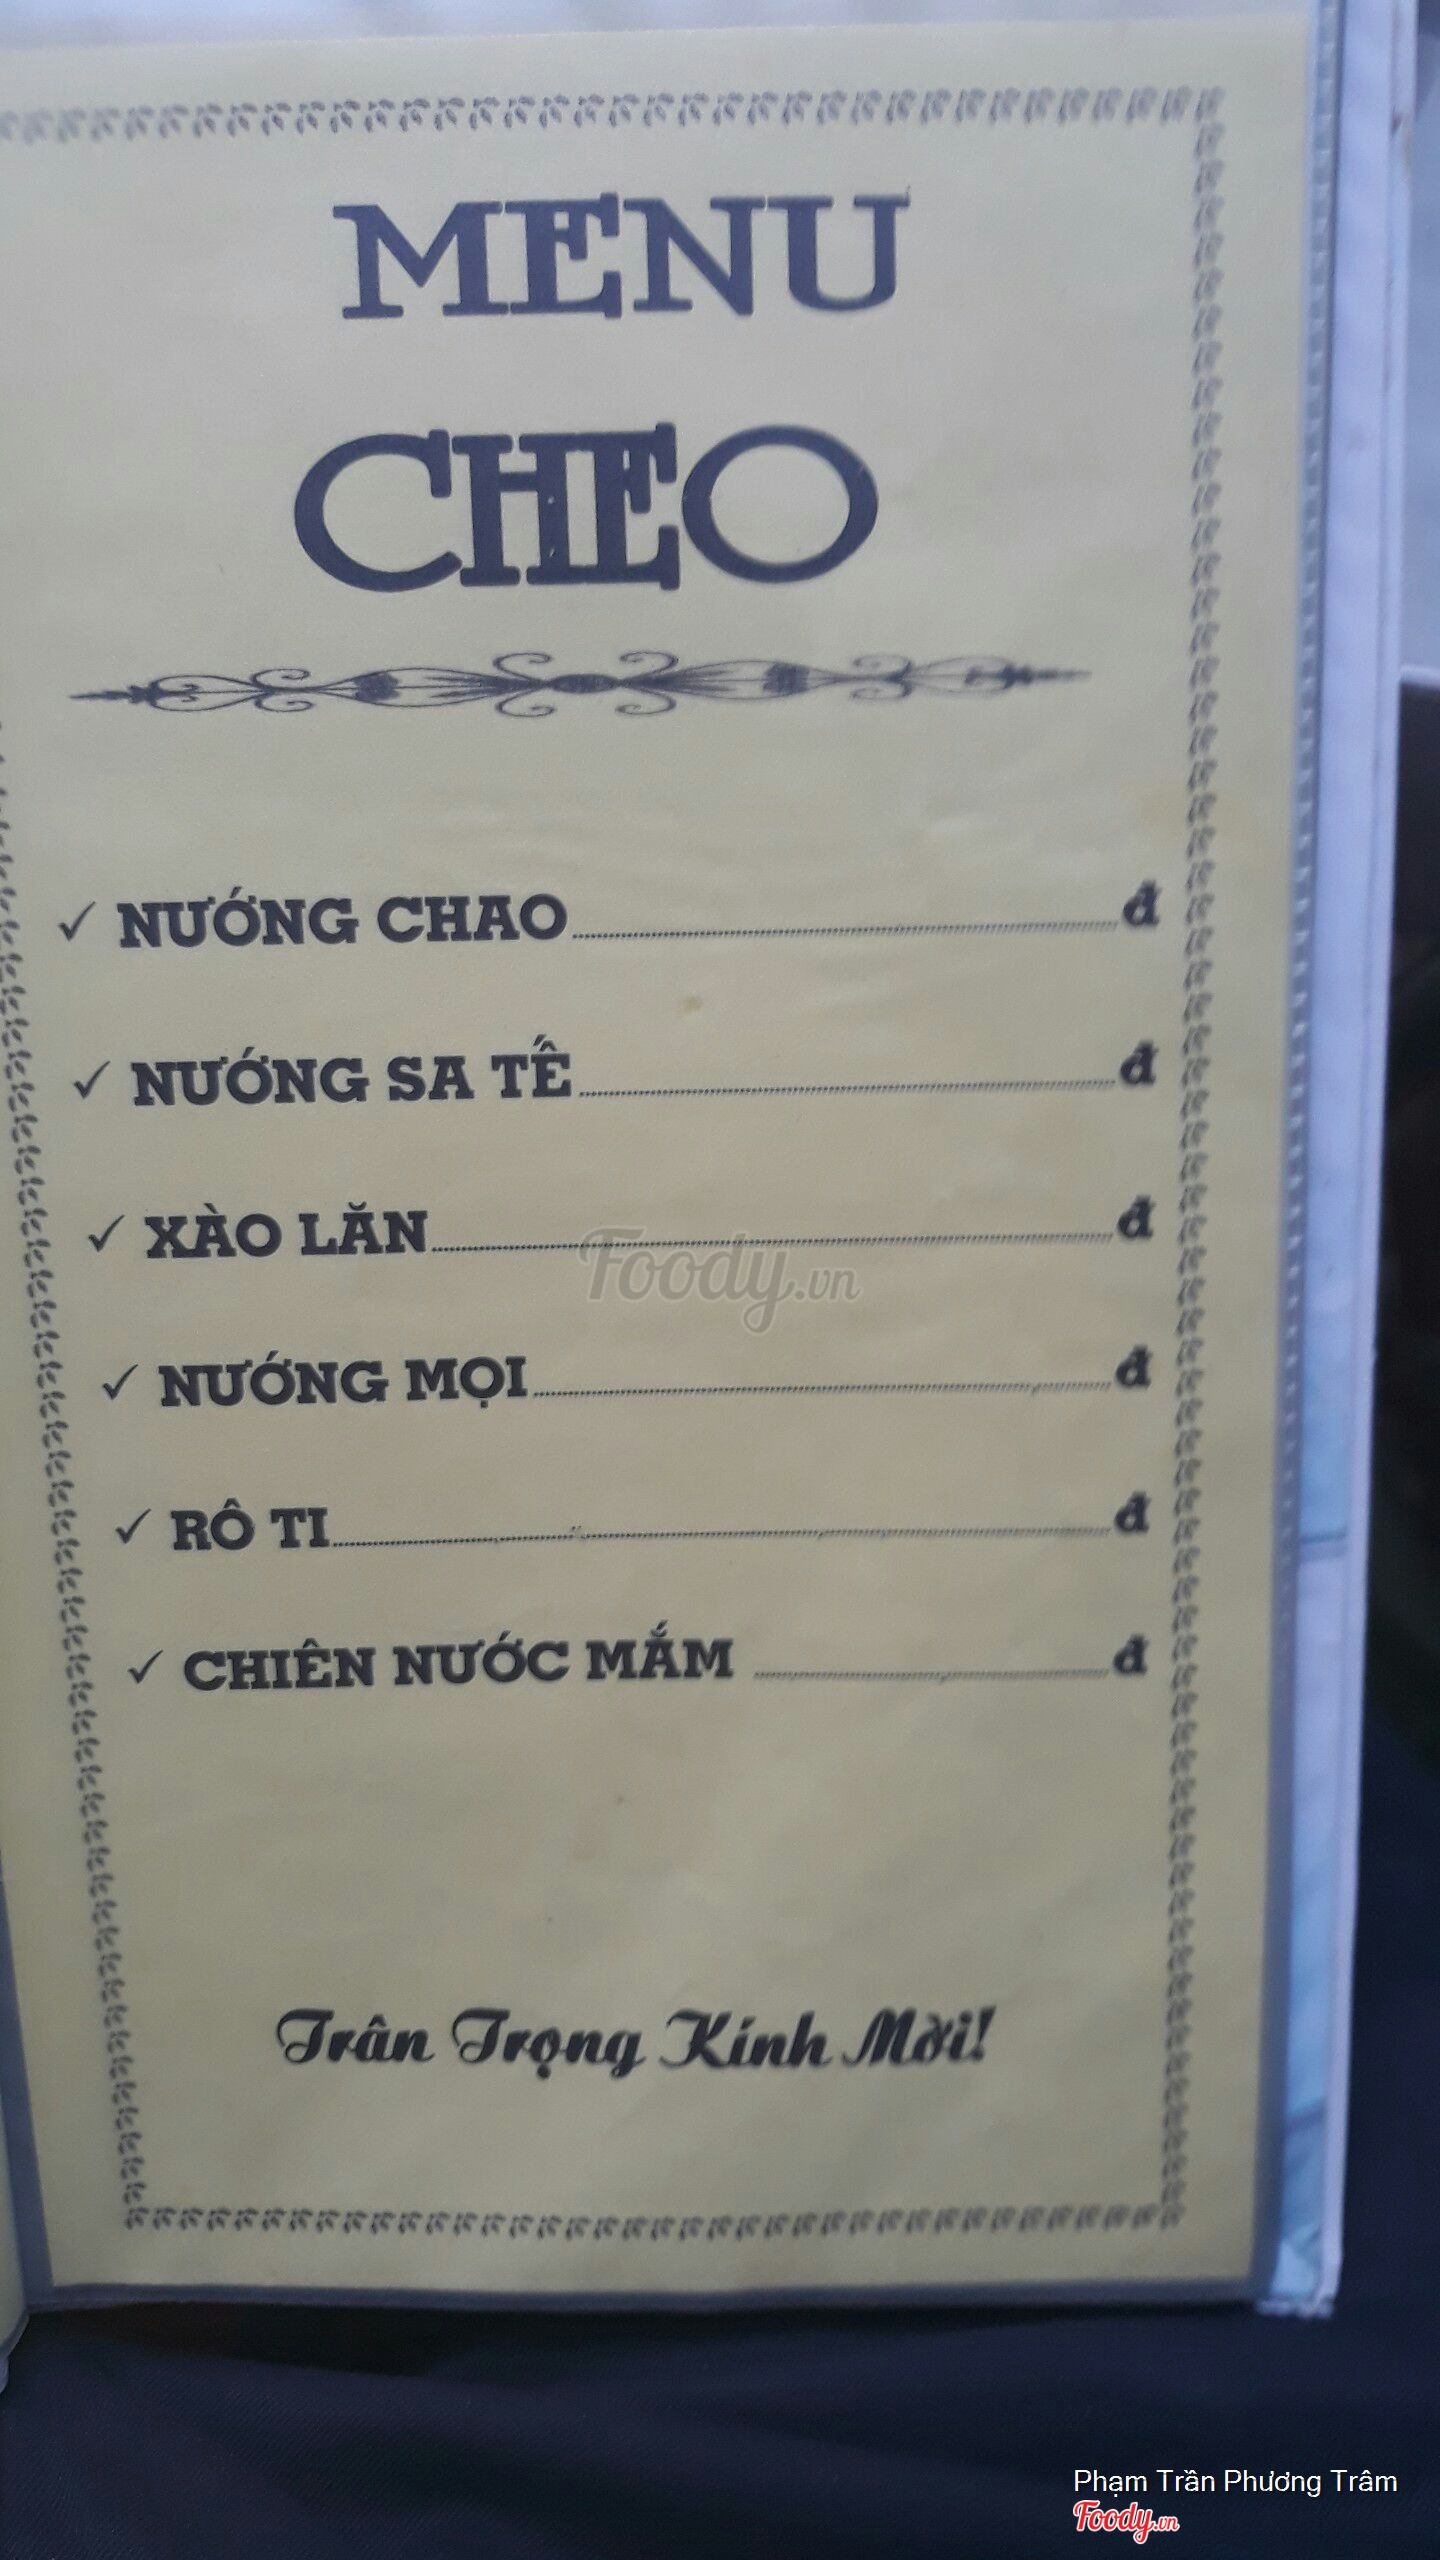 MENU
CHEO
✓ NƯỚNG CHAO........................đ
✓ NƯỚNG SA TẾ........................đ
✓ XÀO LĂN........................đ
✓ NƯỚNG MỌI........................đ
✓ RÔ TI........................đ
✓ CHIÊN NƯỚC MẮM ........................đ
Foody.vn
Trân Trọng Kính Mời!
Phạm Trần Phương Trâm
Foody.vn